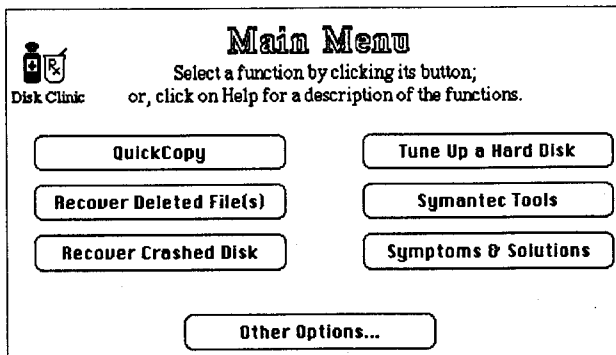 Main Menu
Select a function by clicking its button;
or, click on Help for a description of the functions.
Rx
Disk Clinic
QuickCopy
Tune Up a Hard Disk
Recover Deleted File(s)
Symantec Tools
Recover Crashed Disk
Symptoms & Solutions
Other Options...